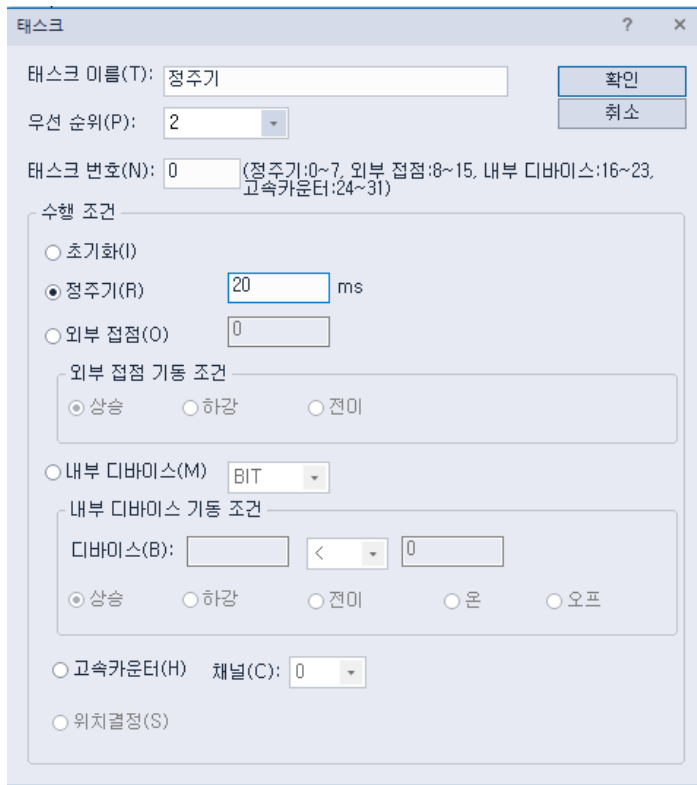 태스크 ? ×
태스크 이름(T): 정주기 확인
우선 순위(P): 2 취소
태스크 번호(N): 0 (정주기:0~7, 외부 접점:8~15, 내부 디바이스:16~23,
고속카운터:24~31)
수행 조건
초기화(I)
정주기(R) 20 ms
외부 접점(O) 0
외부 접점 기동 조건
상승 하강 전이
내부 디바이스(M) BIT
내부 디바이스 기동 조건
디바이스(B): < 0
상승 하강 전이 온 오프
고속카운터(H) 채널(C): 0
위치결정(S)